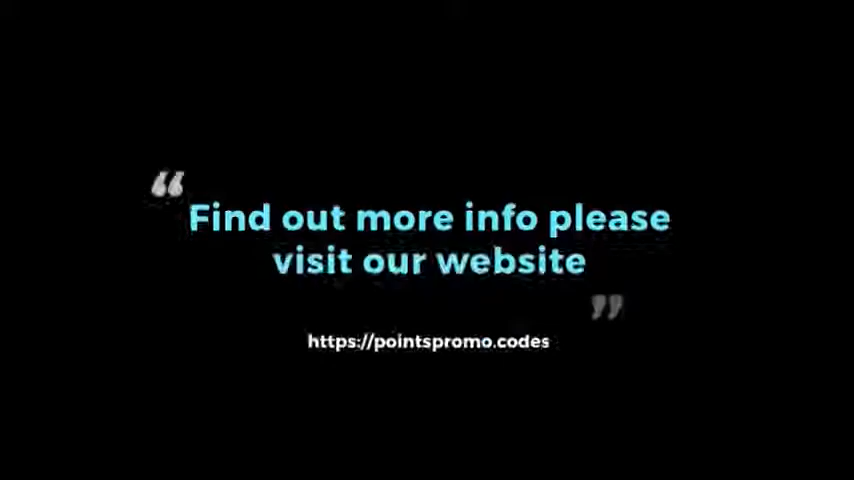 “Find out more info please
visit our website”
https://pointspromo.codes